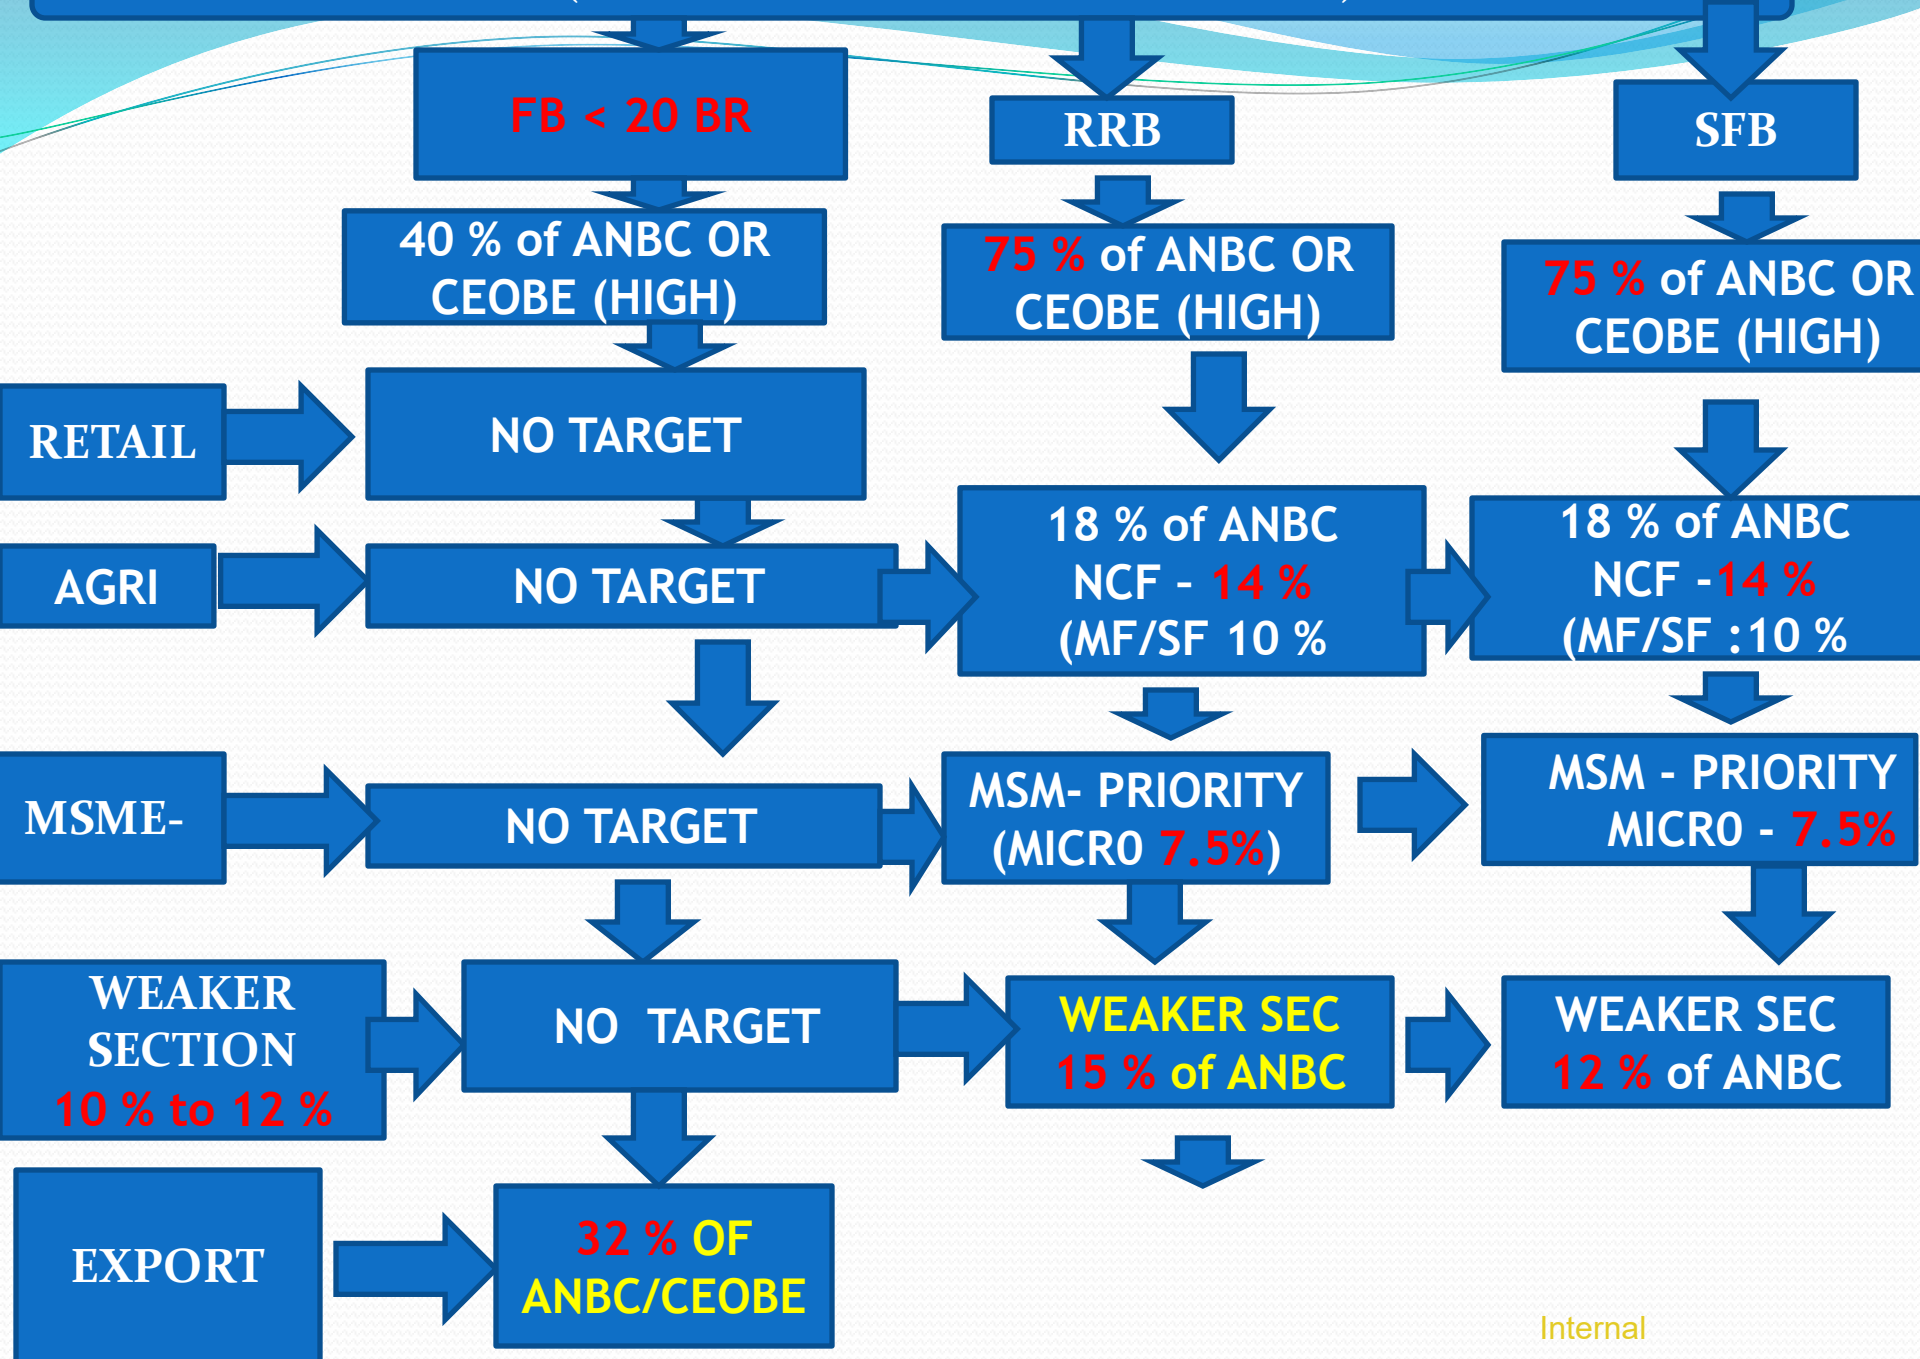 FB < 20 BR
RRB
SFB
40 % of ANBC OR
CEOBE (HIGH)
75 % of ANBC OR
CEOBE (HIGH)
75 % of ANBC OR
CEOBE (HIGH)
RETAIL
NO TARGET
AGRI
NO TARGET
18 % of ANBC
NCF – 14 %
(MF/SF 10 %
18 % of ANBC
NCF -14 %
(MF/SF :10 %
MSME-
NO TARGET
MSM- PRIORITY
(MICR0 7.5%)
MSM - PRIORITY
MICR0 - 7.5%
WEAKER
SECTION
10 % to 12 %
NO TARGET
WEAKER SEC
15 % of ANBC
WEAKER SEC
12 % of ANBC
EXPORT
32 % OF
ANBC/CEOBE
Internal